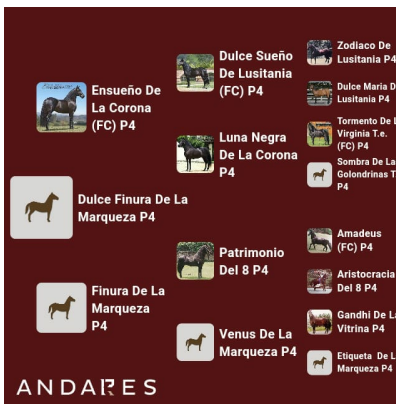 Zodiaco De
Lusitania P4
Dulce Sueño
De Lusitania
(FC) P4
Dulce Maria D
Lusitania P4
Ensueño De
La Corona
(FC) P4
Tormento De L
Virginia T.e.
(FC) P4
Luna Negra
De La Corona
P4
Sombra De La
Golondrinas T
P4
Dulce Finura De La
Marqueza P4
Amadeus
(FC) P4
Patrimonio
Del 8 P4
Aristocracia
Del 8 P4
Finura De La
Marqueza
P4
Gandhi De La
Vitrina P4
Venus De La
Marqueza P4
Etiqueta De L
Marqueza P4
ANDARES